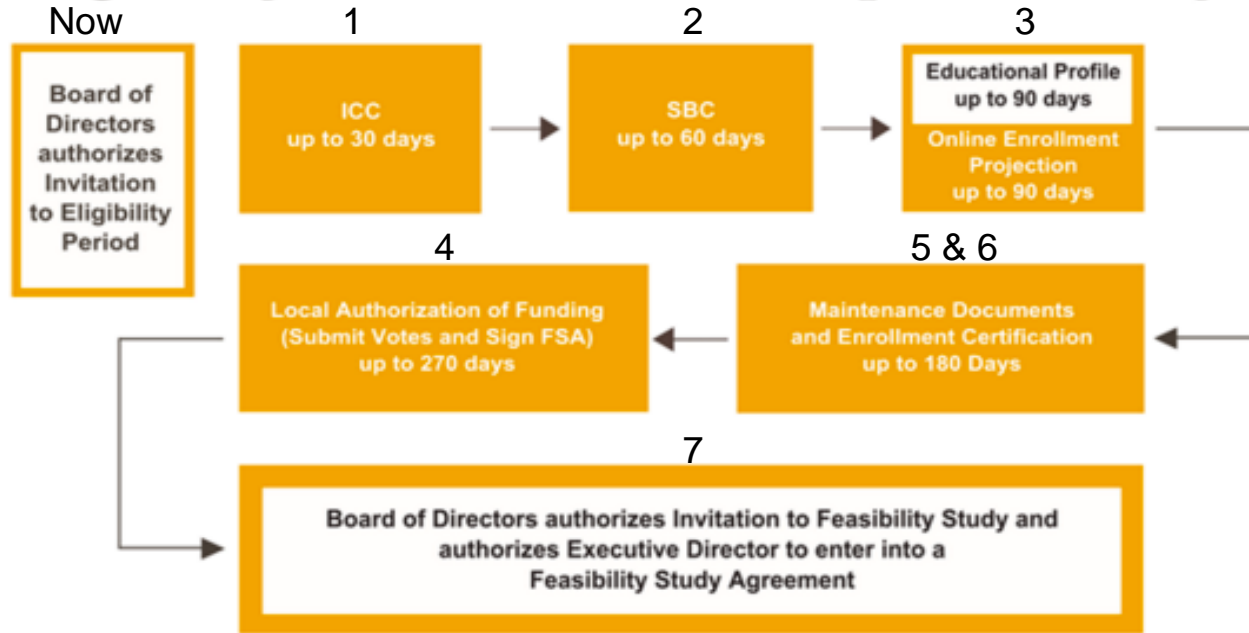 Now
1
2
3
Board of
Directors
authorizes
Invitation
to Eligibility
Period
ICC
up to 30 days
SBC
up to 60 days
Educational Profile
up to 90 days
Online Enrollment
Projection
up to 90 days
4
5 & 6
Local Authorization of Funding
(Submit Votes and Sign FSA)
up to 270 days
Maintenance Documents
and Enrollment Certification
up to 180 Days
7
Board of Directors authorizes Invitation to Feasibility Study and
authorizes Executive Director to enter into a
Feasibility Study Agreement